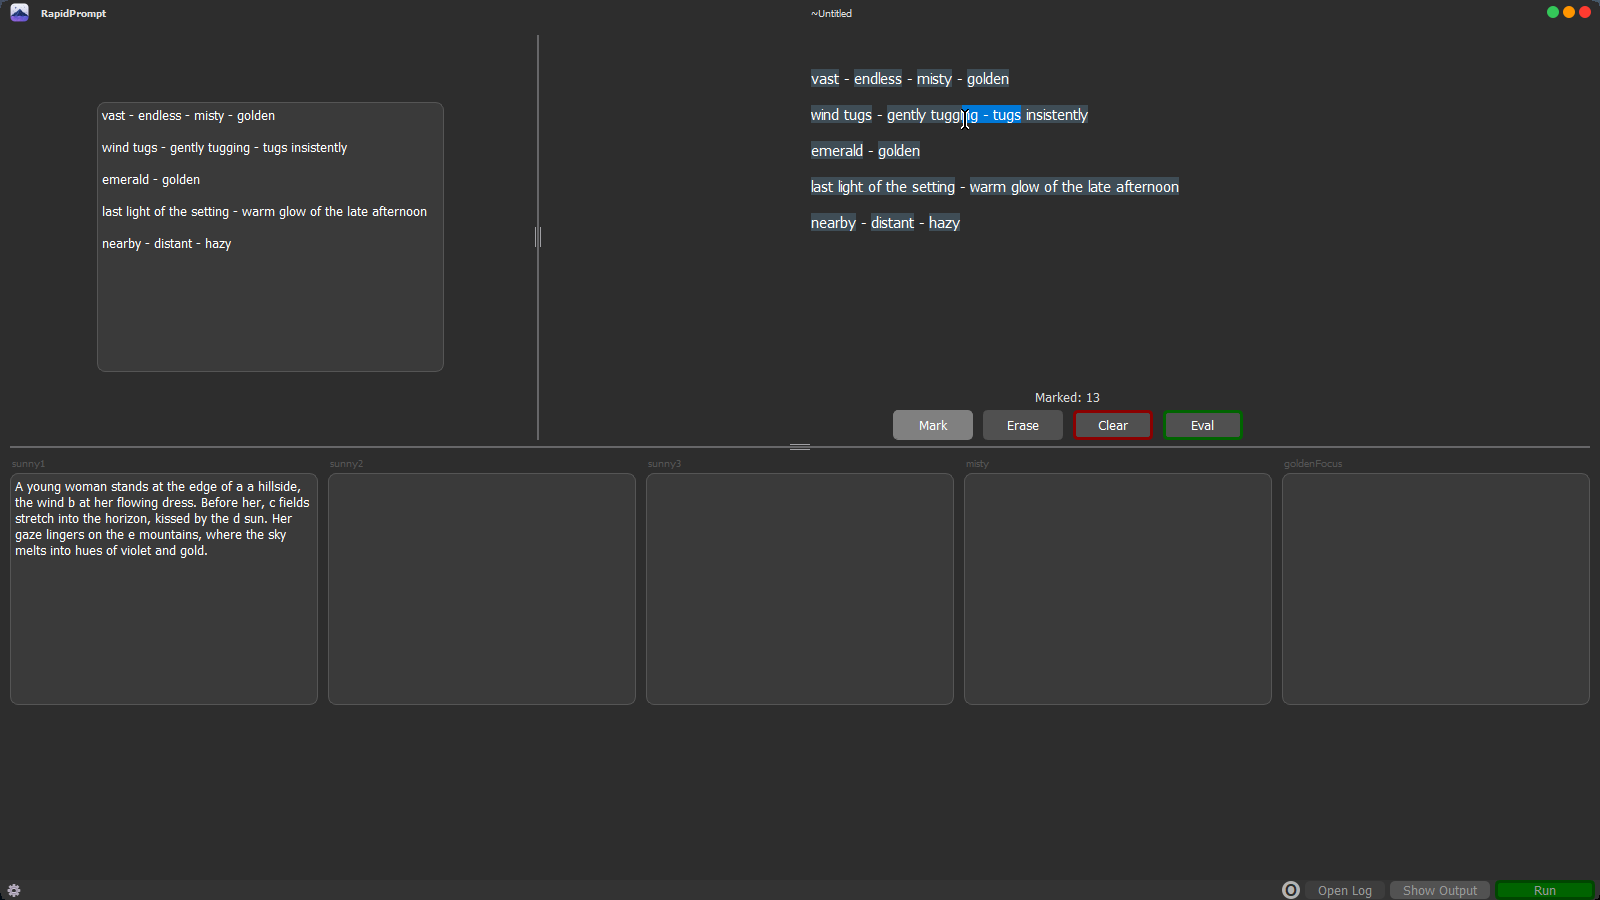 RapidPrompt
~Untitled
vast - endless - misty - golden
wind tugs - gently tugging - tugs insistently
emerald - golden
last light of the setting - warm glow of the late afternoon
nearby - distant - hazy
vast - endless - misty - golden
wind tugs - gently tugging - tugs insistently
emerald - golden
last light of the setting - warm glow of the late afternoon
nearby - distant - hazy
Marked: 13
Mark
Erase
Clear
Eval
sunny1
sunny2
sunny3
misty
goldenFocus
A young woman stands at the edge of a a hillside,
the wind b at her flowing dress. Before her, c fields
stretch into the horizon, kissed by the d sun. Her
gaze lingers on the e mountains, where the sky
melts into hues of violet and gold.
Open Log
Show Output
Run